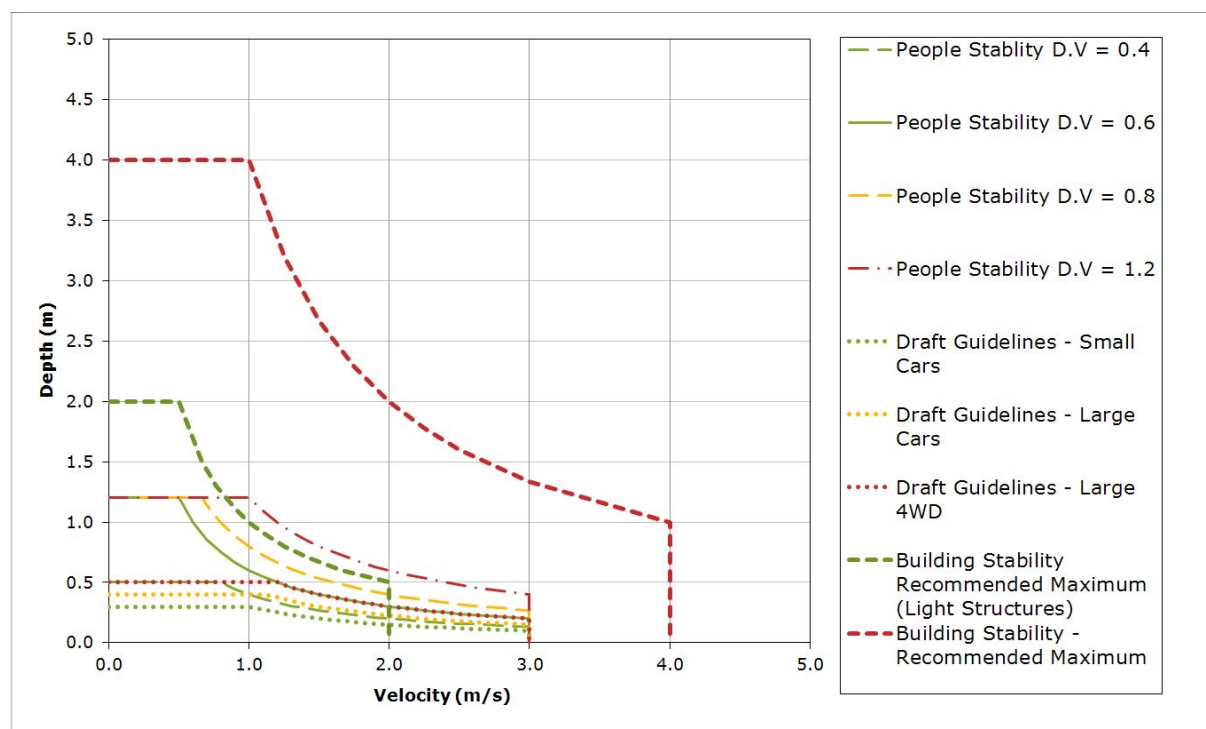 5.0
4.5
4.0
3.5
3.0
2.5
2.0
1.5
1.0
0.5
0.0
Depth (m)
0.0 1.0 2.0 3.0 4.0 5.0
Velocity (m/s)
People Stablity D.V = 0.4
People Stability D.V = 0.6
People Stability D.V = 0.8
People Stability D.V = 1.2
Draft Guidelines - Small
Cars
Draft Guidelines - Large
Cars
Draft Guidelines - Large
4WD
Building Stability
Recommended Maximum
(Light Structures)
Building Stability -
Recommended Maximum